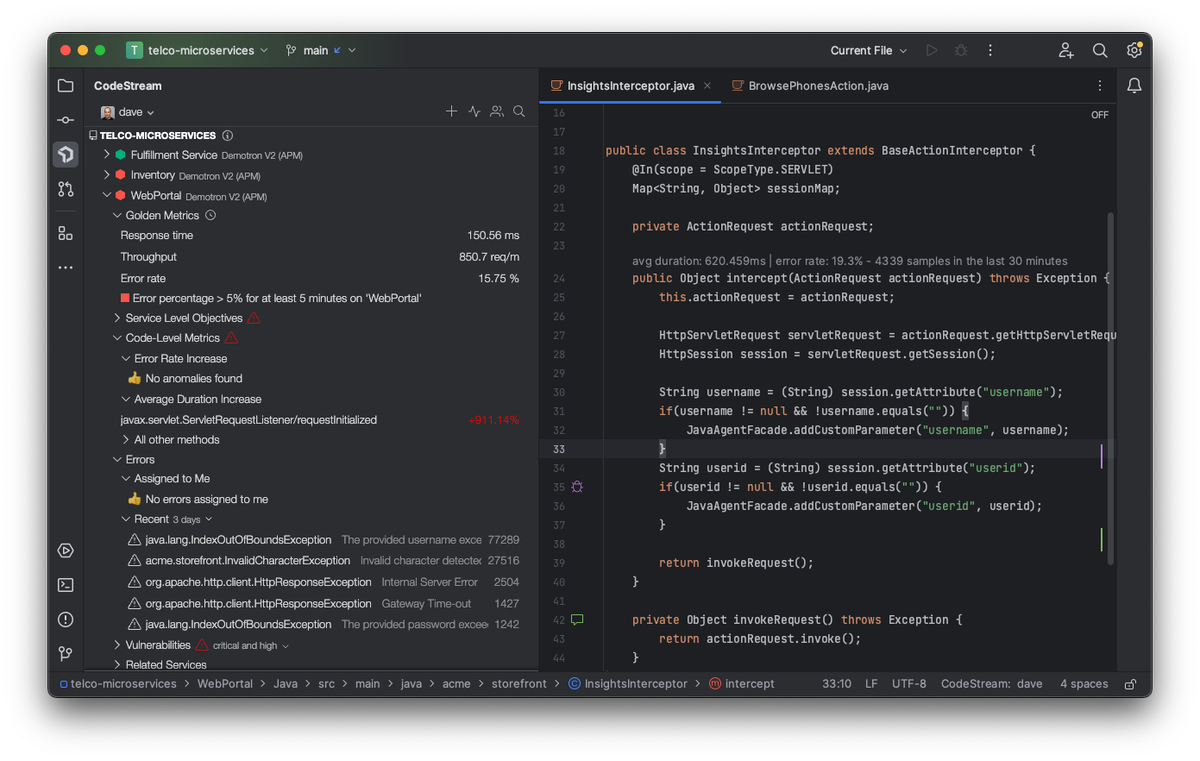 T telco-microservices main Current File
CodeStream
dave
TELCO-MICROSERVICES
Fulfillment Service Demotron V2 (APM)
Inventory Demotron V2 (APM)
WebPortal Demotron V2 (APM)
Golden Metrics
Response time 150.56 ms
Throughput 850.7 req/m
Error rate 15.75 %
Error percentage > 5% for at least 5 minutes on 'WebPortal'
Service Level Objectives
Code-Level Metrics
Error Rate Increase
No anomalies found
Average Duration Increase
javax.servlet.ServletRequestListener/requestInitialized +911.14%
All other methods
Errors
Assigned to Me
No errors assigned to me
Recent 3 days
java.lang.IndexOutOfBoundsException The provided username exce 77289
acme.storefront.InvalidCharacterException Invalid character detecte 27516
org.apache.http.client.HttpResponseException Internal Server Error 2504
org.apache.http.client.HttpResponseException Gateway Time-out 1427
java.lang.IndexOutOfBoundsException The provided password excee 1242
Vulnerabilities critical and high
Related Services
InsightsInterceptor.java BrowsePhonesAction.java
OFF
16
17
18 public class InsightsInterceptor extends BaseActionInterceptor {
19 @In(scope = ScopeType.SERVLET)
20 Map<String, Object> sessionMap;
21
22 private ActionRequest actionRequest;
23
avg duration: 620.459ms | error rate: 19.3% - 4339 samples in the last 30 minutes
24 public Object intercept(ActionRequest actionRequest) throws Exception {
25 this.actionRequest = actionRequest;
26
27 HttpServletRequest servletRequest = actionRequest.getHttpServletRequ
28 HttpSession session = servletRequest.getSession();
29
30 String username = (String) session.getAttribute("username");
31 if(username != null && !username.equals("")) {
32 JavaAgentFacade.addCustomParameter("username", username);
33 }
34 String userid = (String) session.getAttribute("userid");
35 if(userid != null && !userid.equals("")) {
36 JavaAgentFacade.addCustomParameter("userid", userid);
37 }
38
39 return invokeRequest();
40 }
41
42 private Object invokeRequest() throws Exception {
43 return actionRequest.invoke();
44 }
telco-microservices > WebPortal > Java > src > main > java > acme > storefront > InsightsInterceptor > intercept 33:10 LF UTF-8 CodeStream: dave 4 spaces